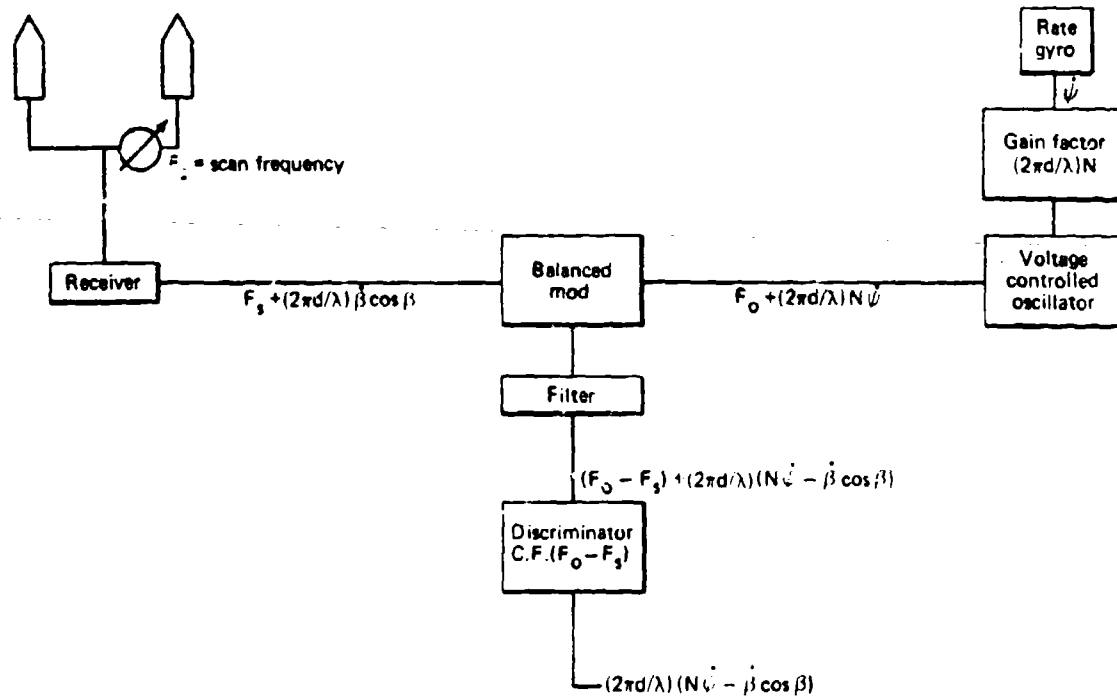 Rate
gyro
ψ̇
Gain factor
(2πd/λ)N
= scan frequency
Receiver
F_s + (2πd/λ) β̇ cos β
Balanced
mod
F_o + (2πd/λ) N ψ̇
Voltage
controlled
oscillator
Filter
(F_o − F_s) + (2πd/λ) (N ψ̇ − β̇ cos β)
Discriminator
C.F. (F_o − F_s)
(2πd/λ) (N ψ̇ − β̇ cos β)